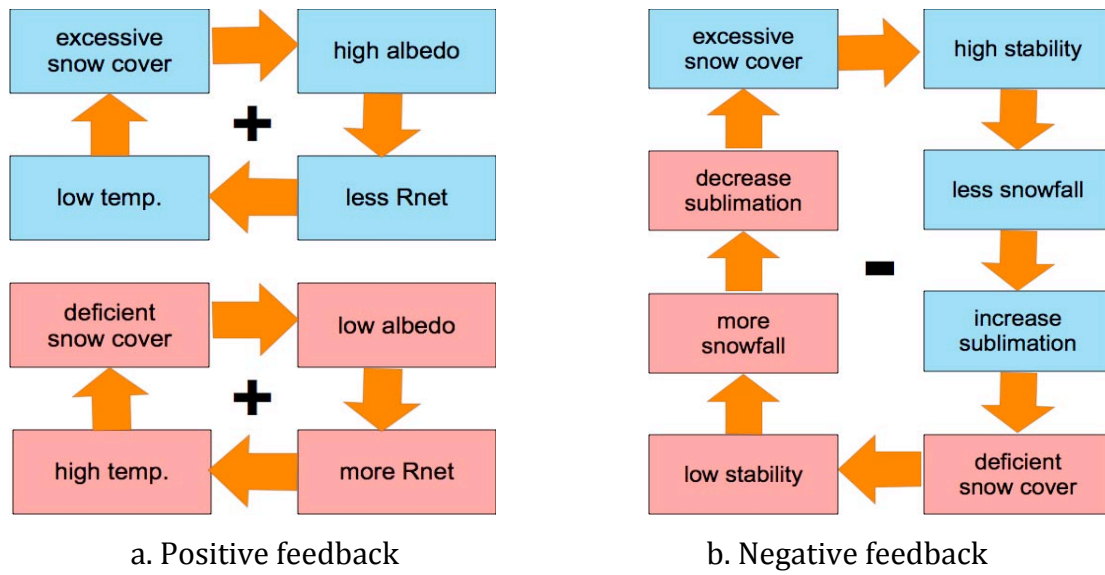 excessive
snow cover
high albedo
+
low temp.
less Rnet
deficient
snow cover
low albedo
+
high temp.
more Rnet
a. Positive feedback
excessive
snow cover
high stability
decrease
sublimation
less snowfall
-
more
snowfall
increase
sublimation
low stability
deficient
snow cover
b. Negative feedback